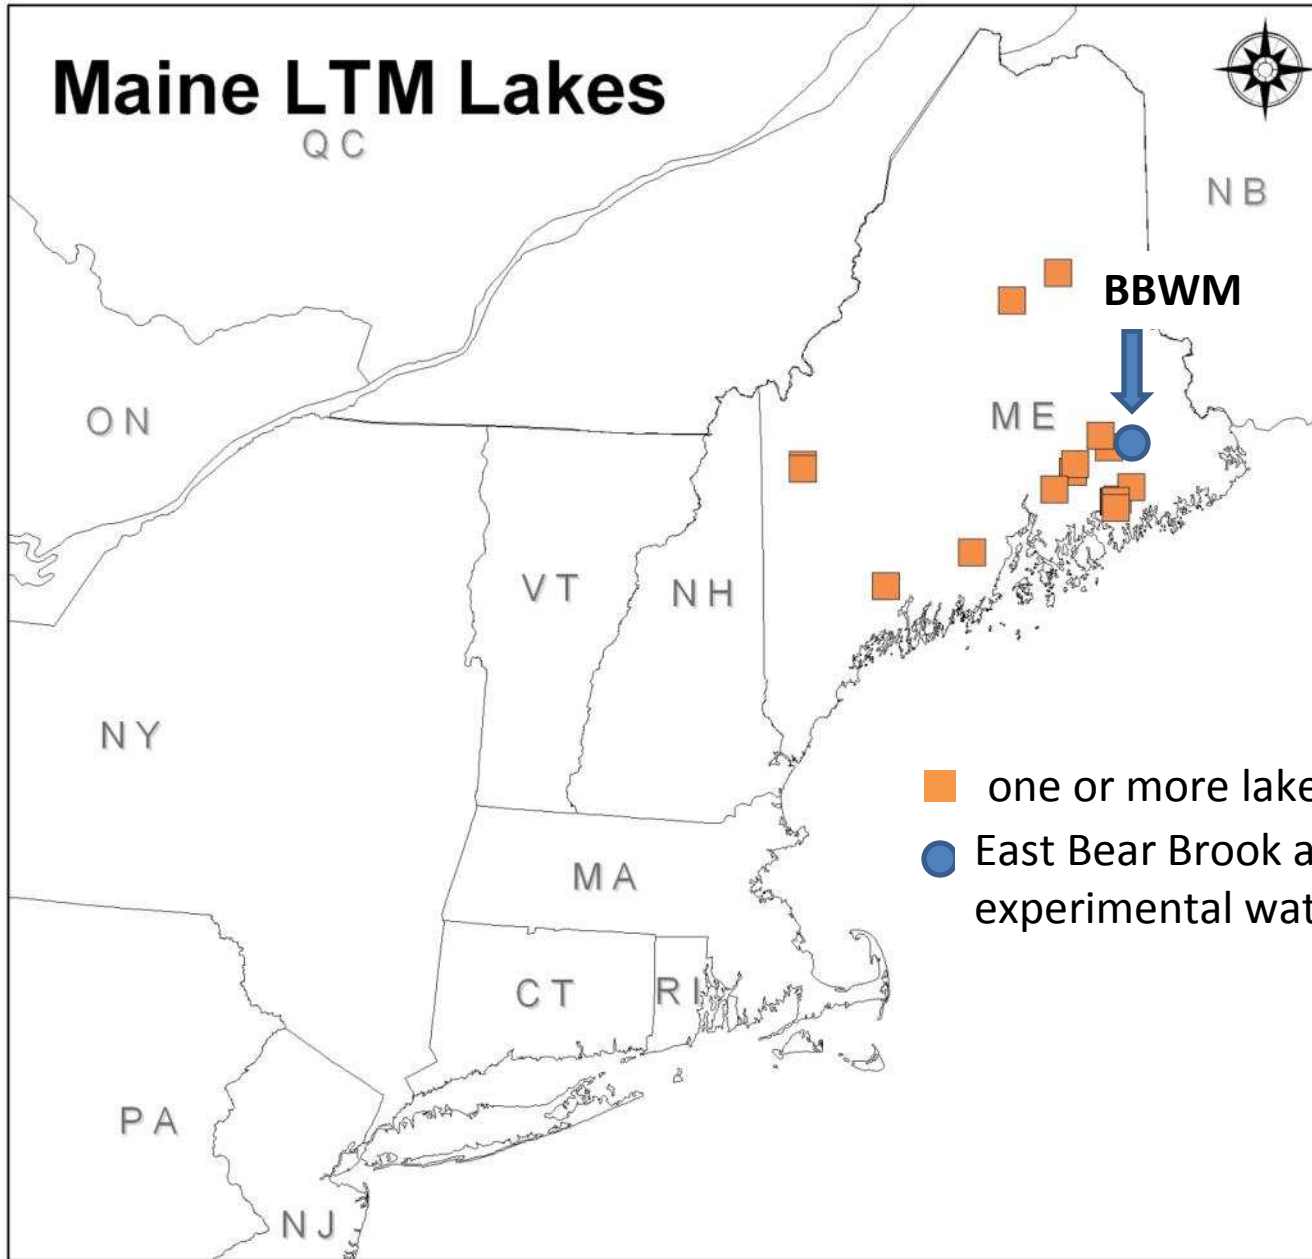 Maine LTM Lakes
QC
NB
BBWM
ON
ME
VT
NH
NY
one or more lake
East Bear Brook a
experimental wat
MA
CT
RI
PA
NJ